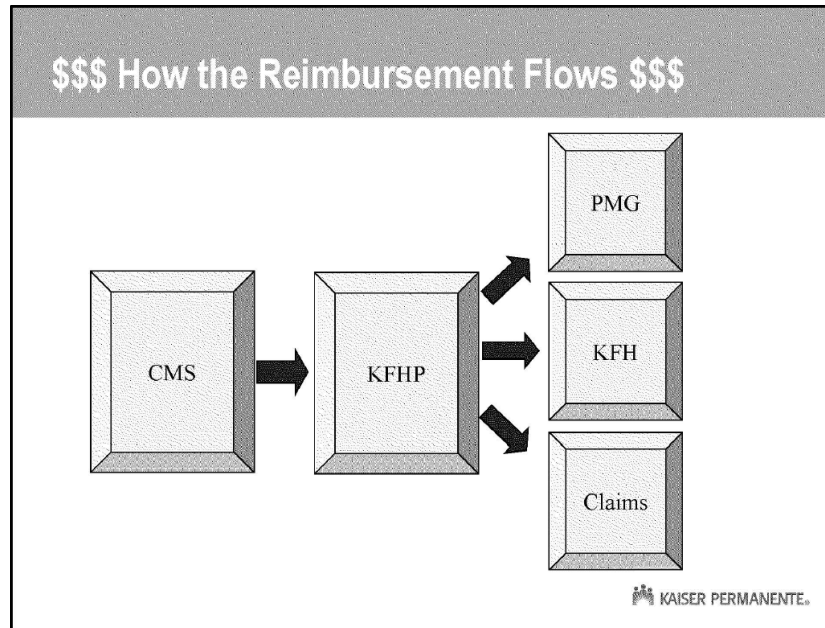 $$$ How the Reimbursement Flows $$$
PMG
CMS
KFHP
KFH
Claims
KAISER PERMANENTE®